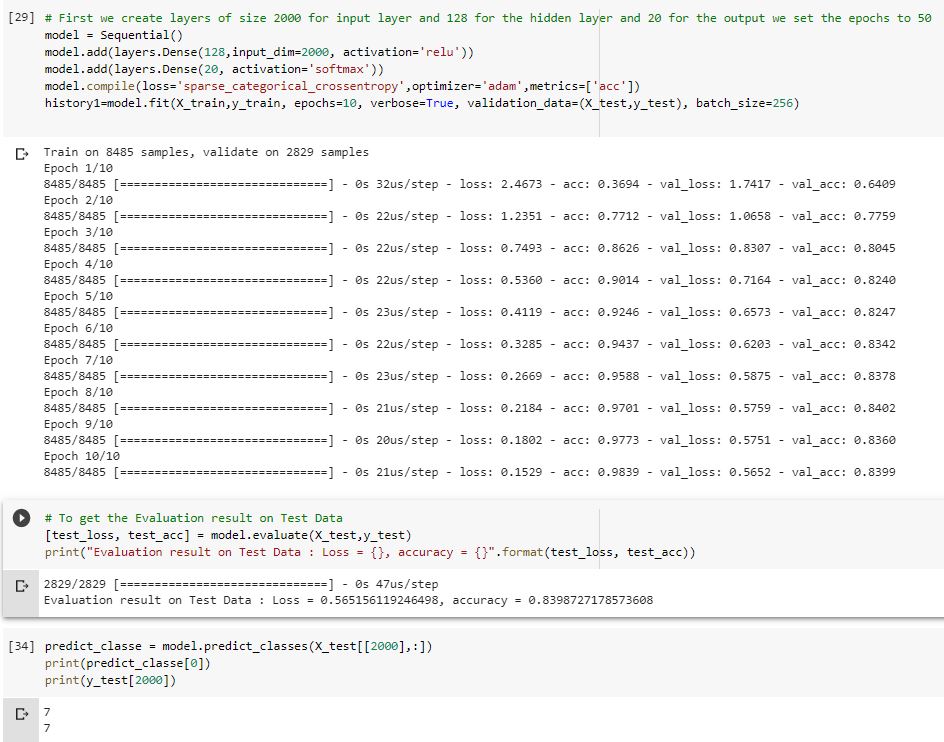 [29] # First we create layers of size 2000 for input layer and 128 for the hidden layer and 20 for the output we set the epochs to 50
model = Sequential()
model.add(layers.Dense(128,input_dim=2000, activation='relu'))
model.add(layers.Dense(20, activation='softmax'))
model.compile(loss='sparse_categorical_crossentropy',optimizer='adam',metrics=['acc'])
history1=model.fit(X_train,y_train, epochs=10, verbose=True, validation_data=(X_test,y_test), batch_size=256)
Train on 8485 samples, validate on 2829 samples
Epoch 1/10
8485/8485 [==============================] - 0s 32us/step - loss: 2.4673 - acc: 0.3694 - val_loss: 1.7417 - val_acc: 0.6409
Epoch 2/10
8485/8485 [==============================] - 0s 22us/step - loss: 1.2351 - acc: 0.7712 - val_loss: 1.0658 - val_acc: 0.7759
Epoch 3/10
8485/8485 [==============================] - 0s 22us/step - loss: 0.7493 - acc: 0.8626 - val_loss: 0.8307 - val_acc: 0.8045
Epoch 4/10
8485/8485 [==============================] - 0s 22us/step - loss: 0.5360 - acc: 0.9014 - val_loss: 0.7164 - val_acc: 0.8240
Epoch 5/10
8485/8485 [==============================] - 0s 23us/step - loss: 0.4119 - acc: 0.9246 - val_loss: 0.6573 - val_acc: 0.8247
Epoch 6/10
8485/8485 [==============================] - 0s 22us/step - loss: 0.3285 - acc: 0.9437 - val_loss: 0.6203 - val_acc: 0.8342
Epoch 7/10
8485/8485 [==============================] - 0s 23us/step - loss: 0.2669 - acc: 0.9588 - val_loss: 0.5875 - val_acc: 0.8378
Epoch 8/10
8485/8485 [==============================] - 0s 21us/step - loss: 0.2184 - acc: 0.9701 - val_loss: 0.5759 - val_acc: 0.8402
Epoch 9/10
8485/8485 [==============================] - 0s 20us/step - loss: 0.1802 - acc: 0.9773 - val_loss: 0.5751 - val_acc: 0.8360
Epoch 10/10
8485/8485 [==============================] - 0s 21us/step - loss: 0.1529 - acc: 0.9839 - val_loss: 0.5652 - val_acc: 0.8399
# To get the Evaluation result on Test Data
[test_loss, test_acc] = model.evaluate(X_test,y_test)
print("Evaluation result on Test Data : Loss = {}, accuracy = {}".format(test_loss, test_acc))
2829/2829 [==============================] - 0s 47us/step
Evaluation result on Test Data : Loss = 0.565156119246498, accuracy = 0.8398727178573608
[34] predict_classe = model.predict_classes(X_test[[2000],:])
print(predict_classe[0])
print(y_test[2000])
7
7